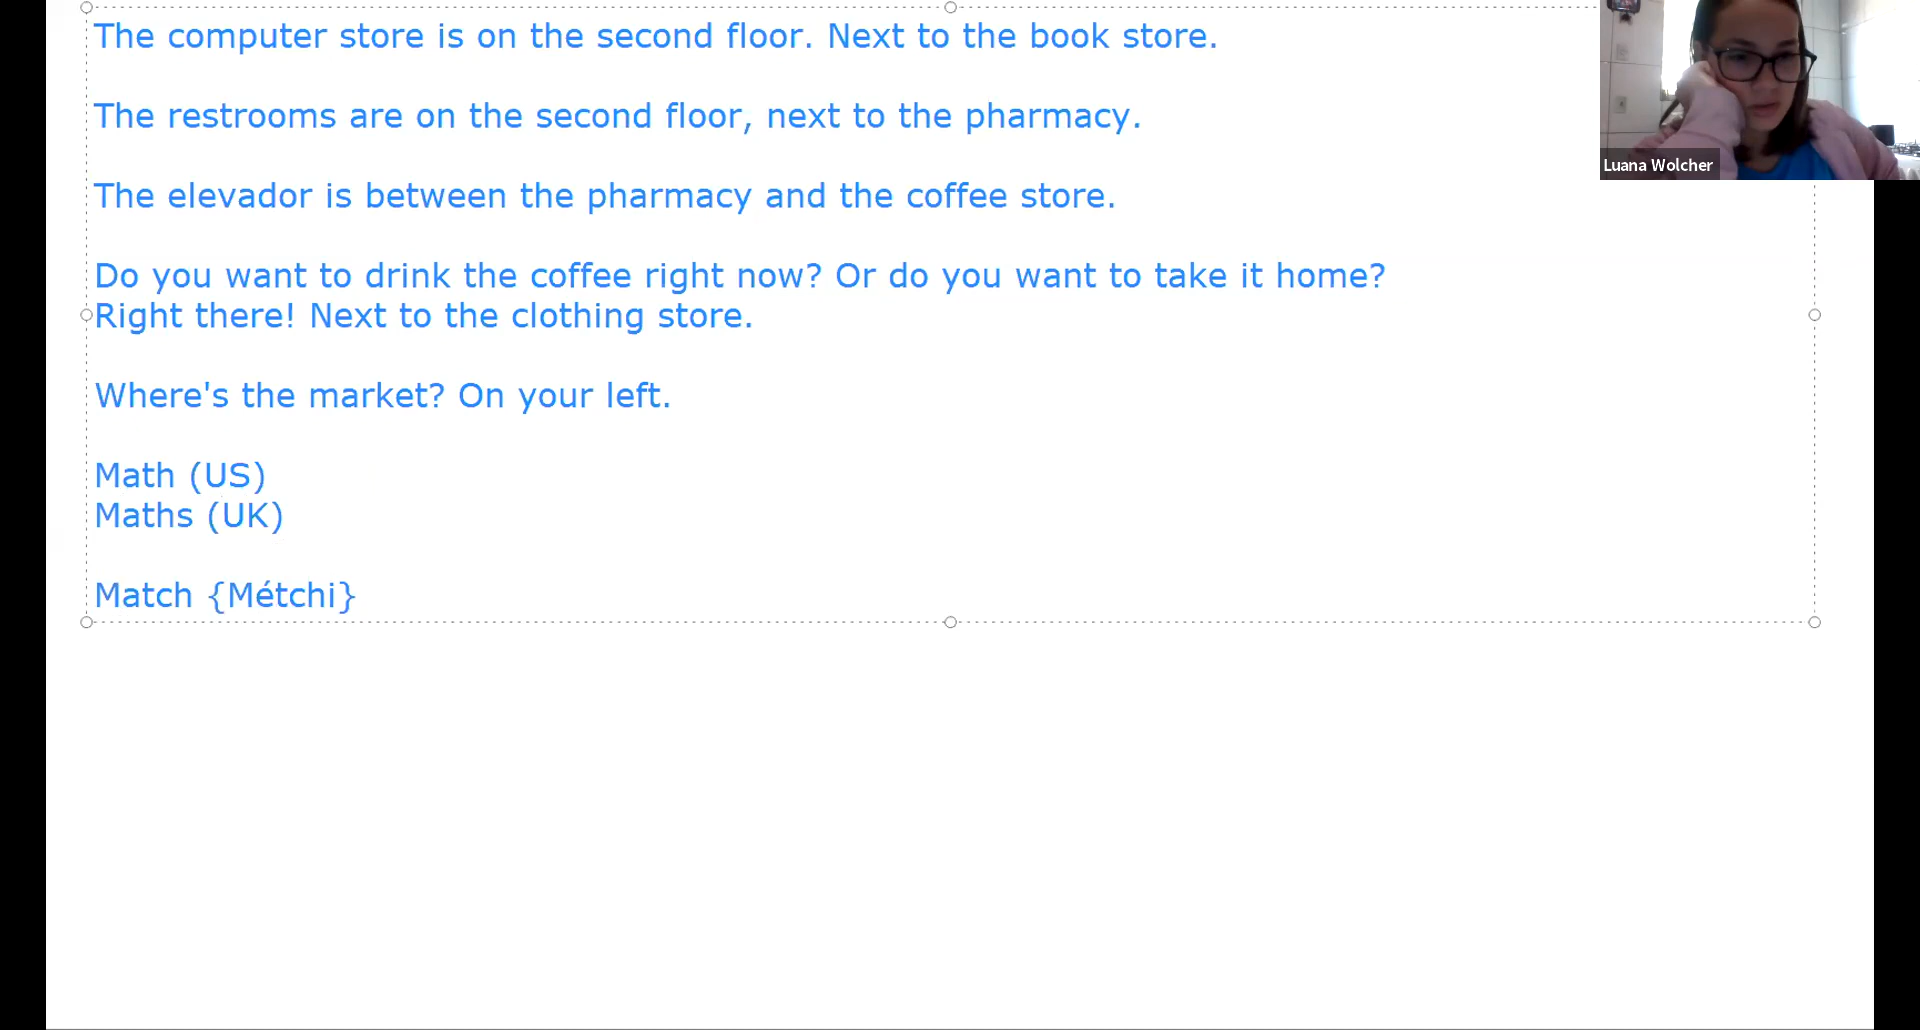 The computer store is on the second floor. Next to the book store.
The restrooms are on the second floor, next to the pharmacy.
The elevador is between the pharmacy and the coffee store.
Do you want to drink the coffee right now? Or do you want to take it home?
Right there! Next to the clothing store.
Where's the market? On your left.
Math (US)
Maths (UK)
Match {Métchi}
Luana Wolcher